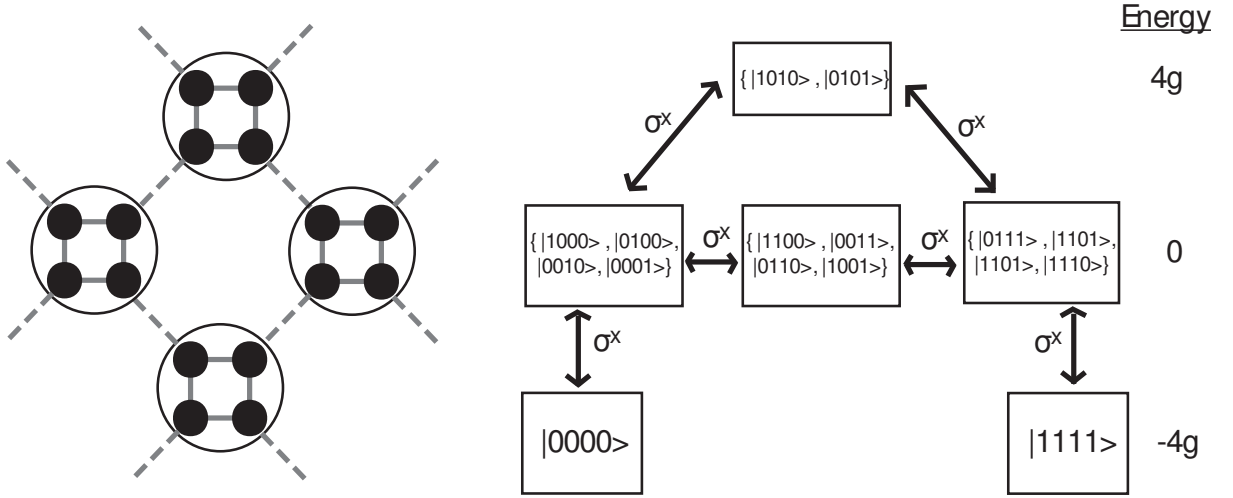 Energy
{ |1010> , |0101>}
4g
σx
σx
{ |1000> , |0100>,
|0010>, |0001>}
σx
{ |1100> , |0011>,
|0110>, |1001>}
σx
{ |0111> , |1101>,
|1101>, |1110>}
0
σx
σx
|0000>
|1111>
-4g